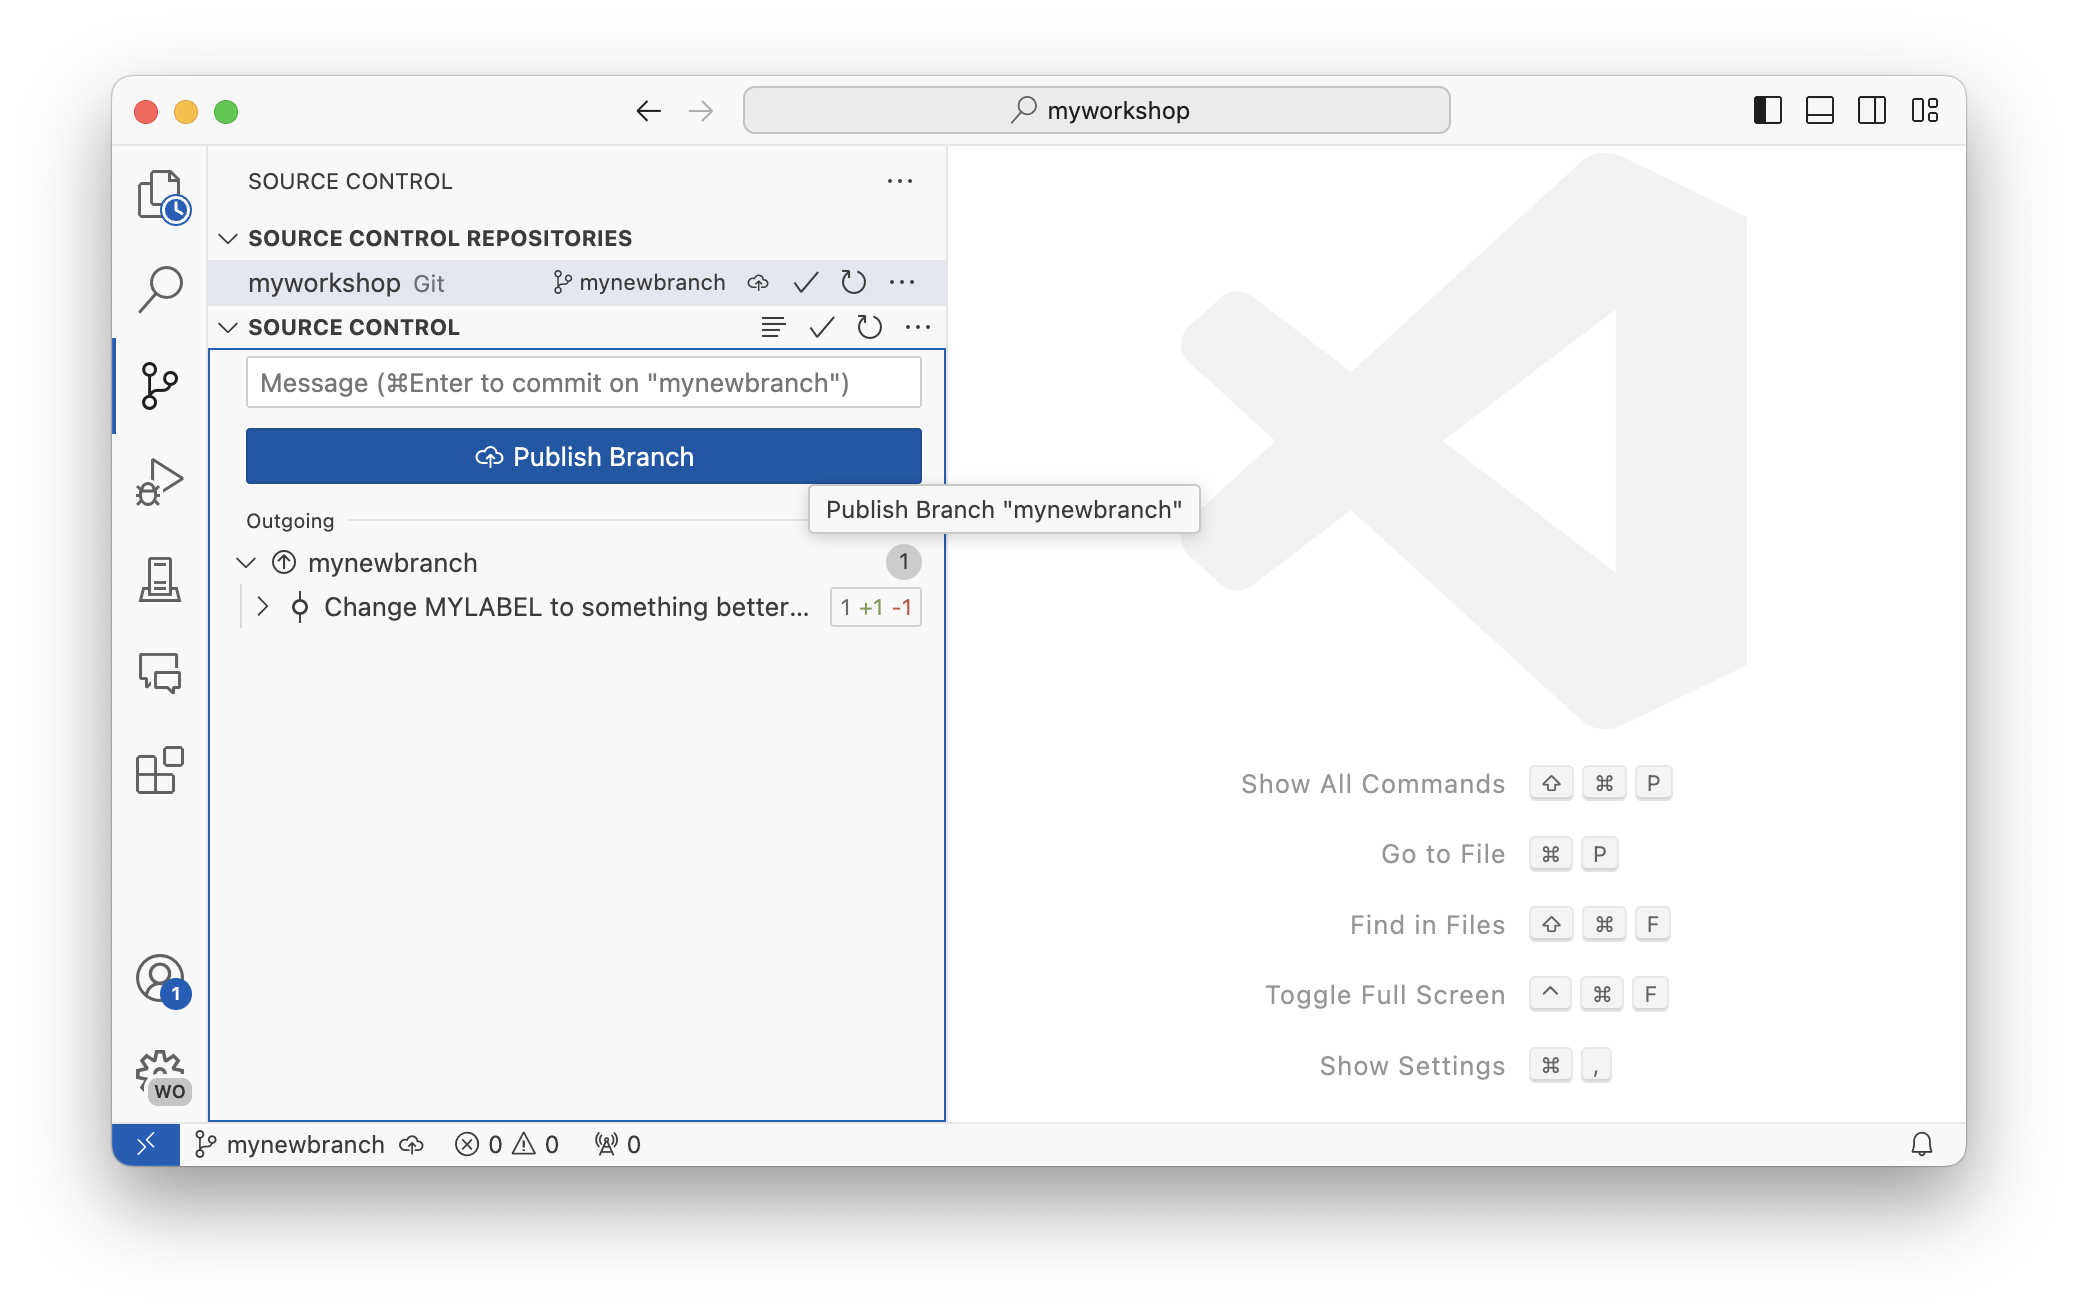 myworkshop
SOURCE CONTROL
SOURCE CONTROL REPOSITORIES
myworkshop Git mynewbranch
SOURCE CONTROL
Message (⌘Enter to commit on "mynewbranch")
Publish Branch
Publish Branch "mynewbranch"
Outgoing
mynewbranch 1
Change MYLABEL to something better... 1 +1 -1
Show All Commands ⇧ ⌘ P
Go to File ⌘ P
Find in Files ⇧ ⌘ F
Toggle Full Screen ⌃ ⌘ F
Show Settings ⌘ ,
1
WO
mynewbranch 0 0 0